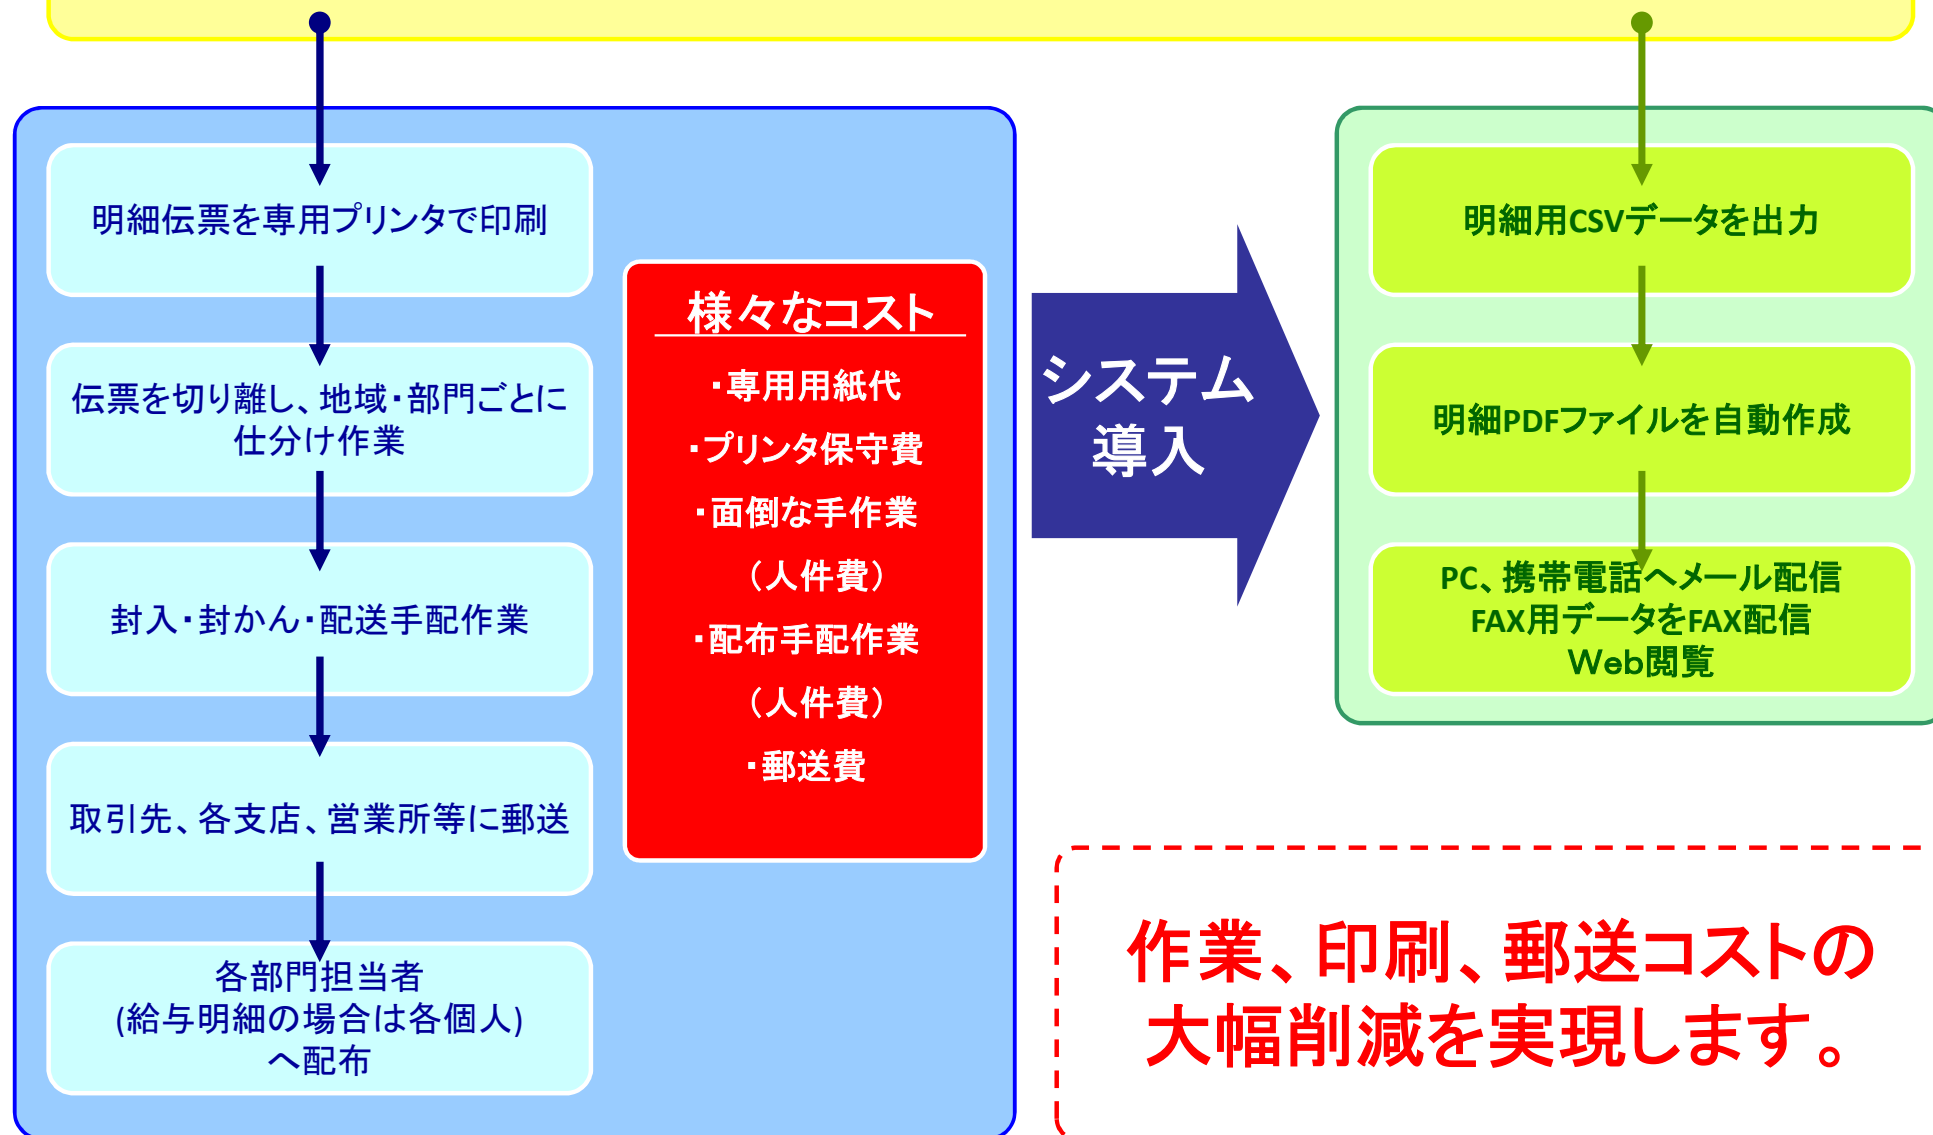 明細伝票を専用プリンタで印刷
伝票を切り離し、地域・部門ごとに
仕分け作業
封入・封かん・配送手配作業
取引先、各支店、営業所等に郵送
各部門担当者
(給与明細の場合は各個人)
へ配布
様々なコスト
・専用用紙代
・プリンタ保守費
・面倒な手作業
（人件費）
・配布手配作業
（人件費）
・郵送費
システム
導入
明細用CSVデータを出力
明細PDFファイルを自動作成
PC、携帯電話へメール配信
FAX用データをFAX配信
Web閲覧
作業、印刷、郵送コストの
大幅削減を実現します。